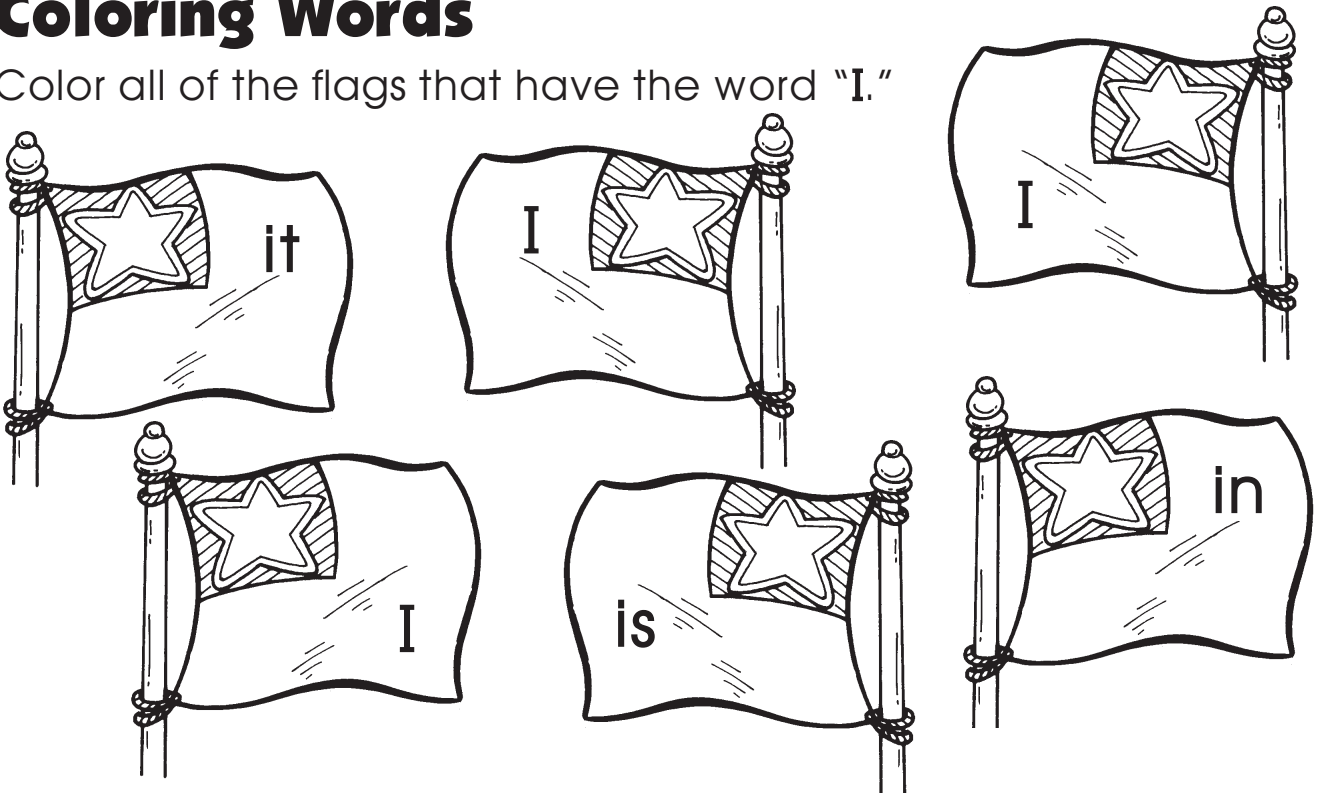 Coloring Words
Color all of the flags that have the word “I.”
I
it
I
in
I
is